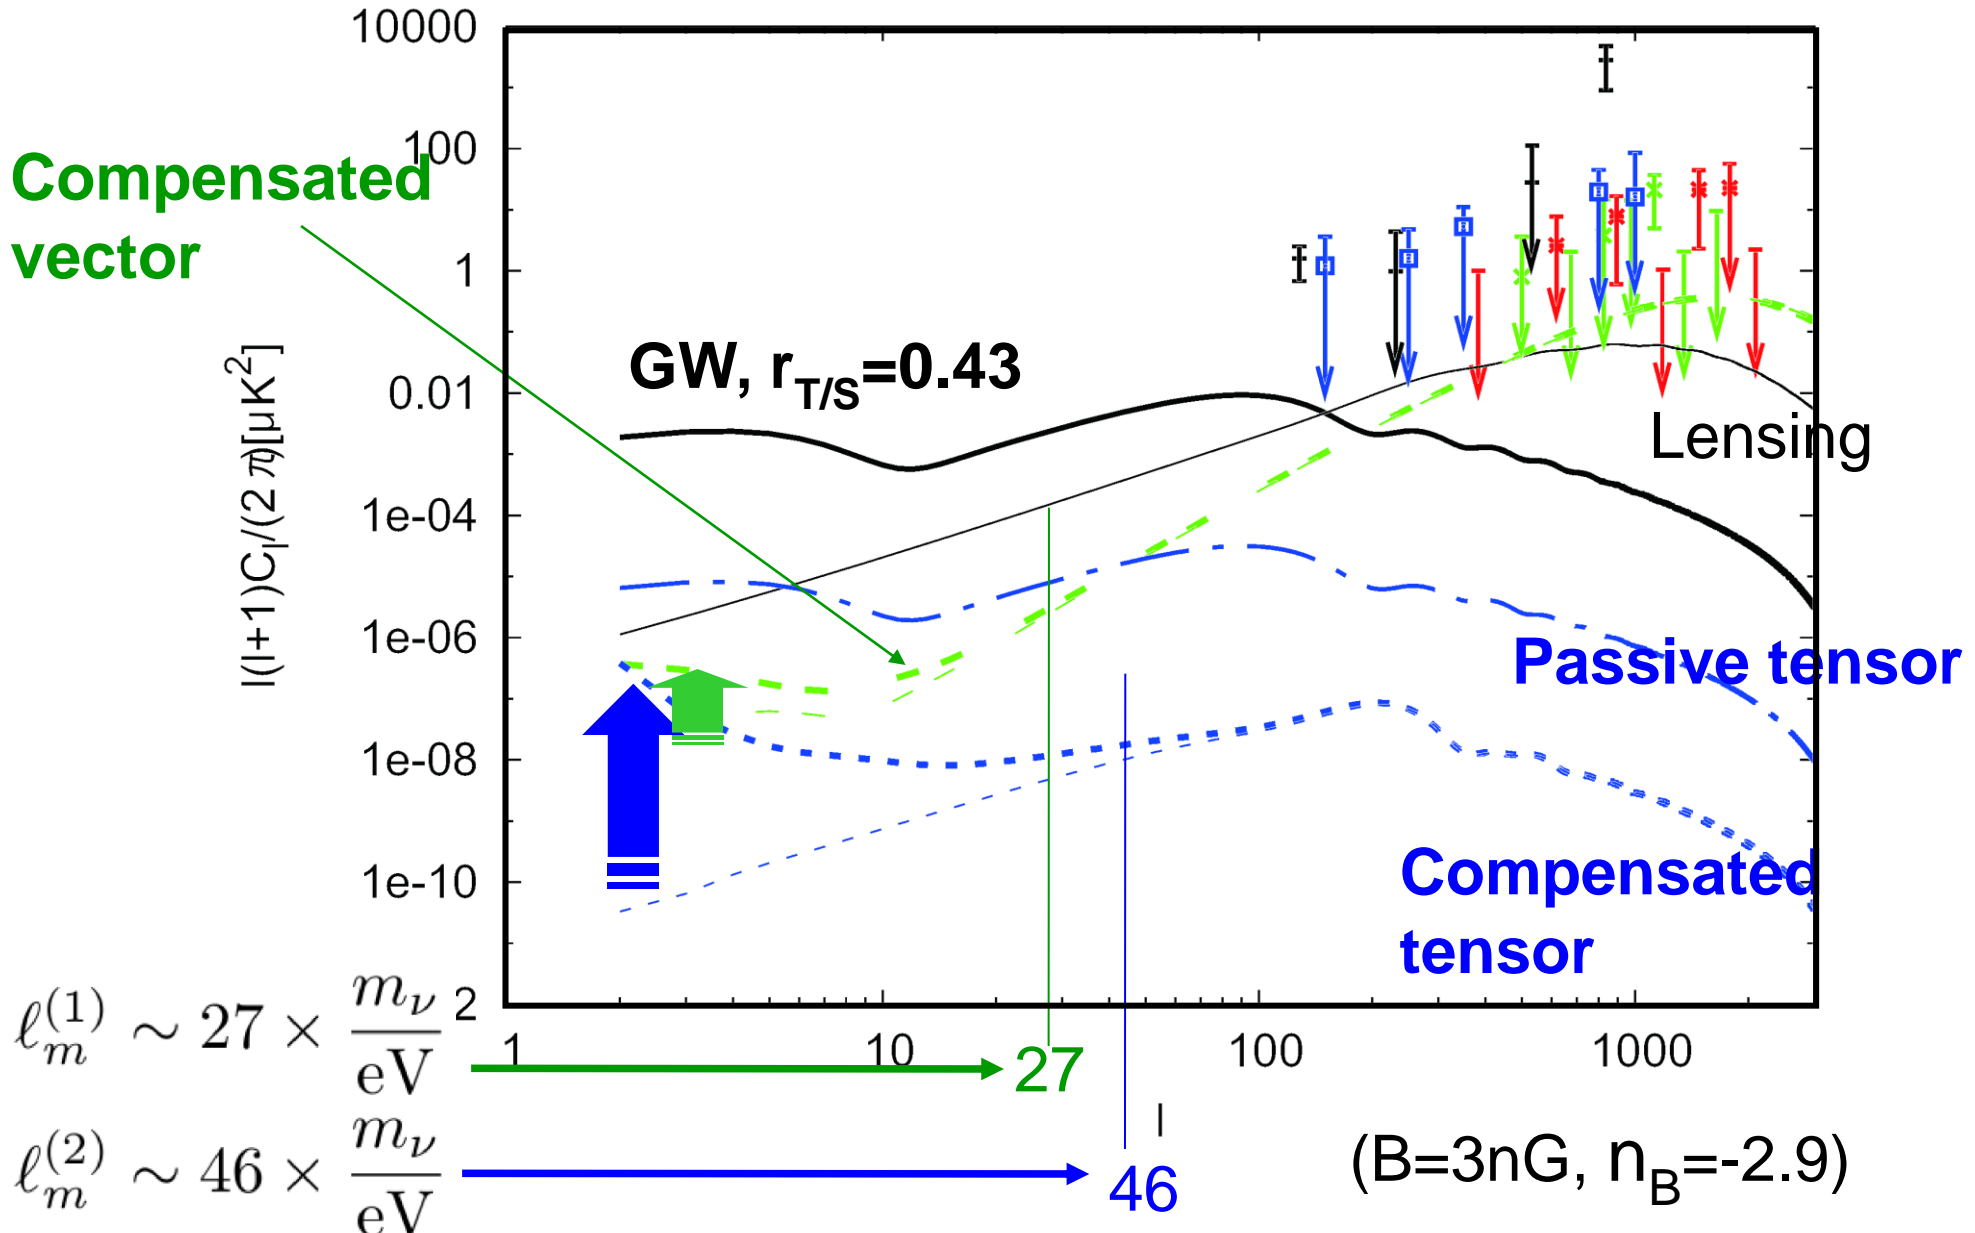 10000
100
1
0.01
1e-04
1e-06
1e-08
1e-10
2
l(l+1)C_l/(2π)[μK²]
Compensated
vector
GW, r_T/S=0.43
Lensing
Passive tensor
Compensated
tensor
1 10 100 1000
27
l
46
ℓ_m^(1) ∼ 27 × m_ν/eV
ℓ_m^(2) ∼ 46 × m_ν/eV
(B=3nG, n_B=-2.9)